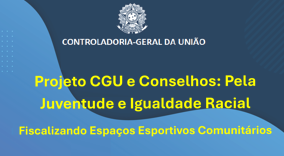 CONTROLADORIA-GERAL DA UNIÃO
Projeto CGU e Conselhos: Pela
Juventude e Igualdade Racial
Fiscalizando Espaços Esportivos Comunitários